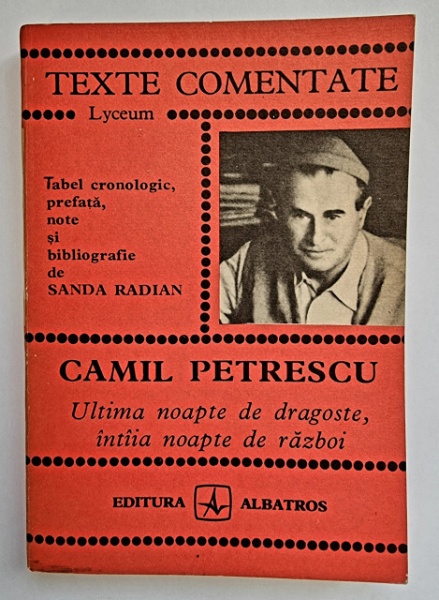 TEXTE COMENTATE
Lyceum
Tabel cronologic,
prefață,
note
și
bibliografie
de
SANDA RADIAN
CAMIL PETRESCU
Ultima noapte de dragoste,
întîia noapte de război
EDITURA ALBATROS